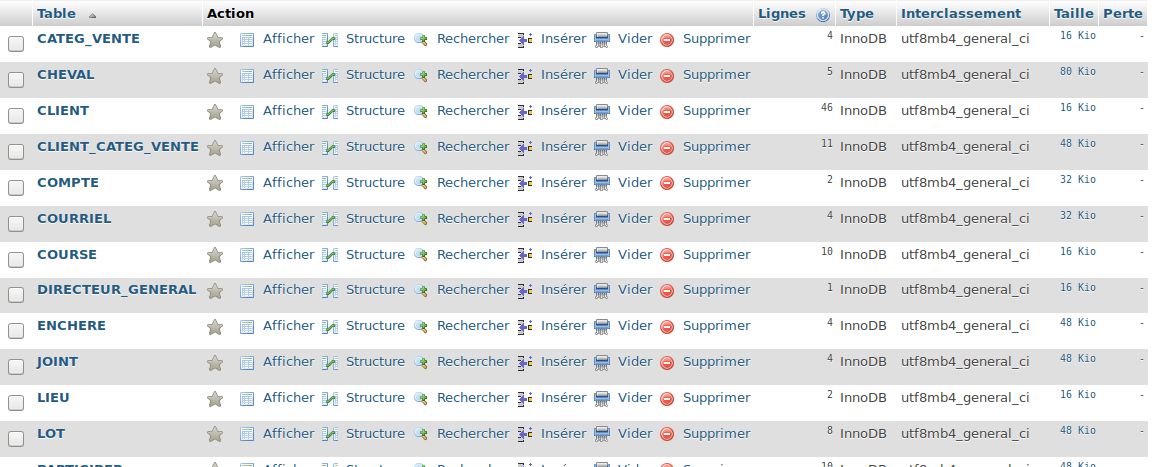 Table Action Lignes Type Interclassement Taille Perte
CATEG_VENTE Afficher Structure Rechercher Insérer Vider Supprimer 4 InnoDB utf8mb4_general_ci 16 Kio -
CHEVAL Afficher Structure Rechercher Insérer Vider Supprimer 5 InnoDB utf8mb4_general_ci 80 Kio -
CLIENT Afficher Structure Rechercher Insérer Vider Supprimer 46 InnoDB utf8mb4_general_ci 16 Kio -
CLIENT_CATEG_VENTE Afficher Structure Rechercher Insérer Vider Supprimer 11 InnoDB utf8mb4_general_ci 48 Kio -
COMPTE Afficher Structure Rechercher Insérer Vider Supprimer 2 InnoDB utf8mb4_general_ci 32 Kio -
COURRIEL Afficher Structure Rechercher Insérer Vider Supprimer 4 InnoDB utf8mb4_general_ci 32 Kio -
COURSE Afficher Structure Rechercher Insérer Vider Supprimer 10 InnoDB utf8mb4_general_ci 16 Kio -
DIRECTEUR_GENERAL Afficher Structure Rechercher Insérer Vider Supprimer 1 InnoDB utf8mb4_general_ci 16 Kio -
ENCHERE Afficher Structure Rechercher Insérer Vider Supprimer 4 InnoDB utf8mb4_general_ci 48 Kio -
JOINT Afficher Structure Rechercher Insérer Vider Supprimer 4 InnoDB utf8mb4_general_ci 48 Kio -
LIEU Afficher Structure Rechercher Insérer Vider Supprimer 2 InnoDB utf8mb4_general_ci 16 Kio -
LOT Afficher Structure Rechercher Insérer Vider Supprimer 8 InnoDB utf8mb4_general_ci 48 Kio -